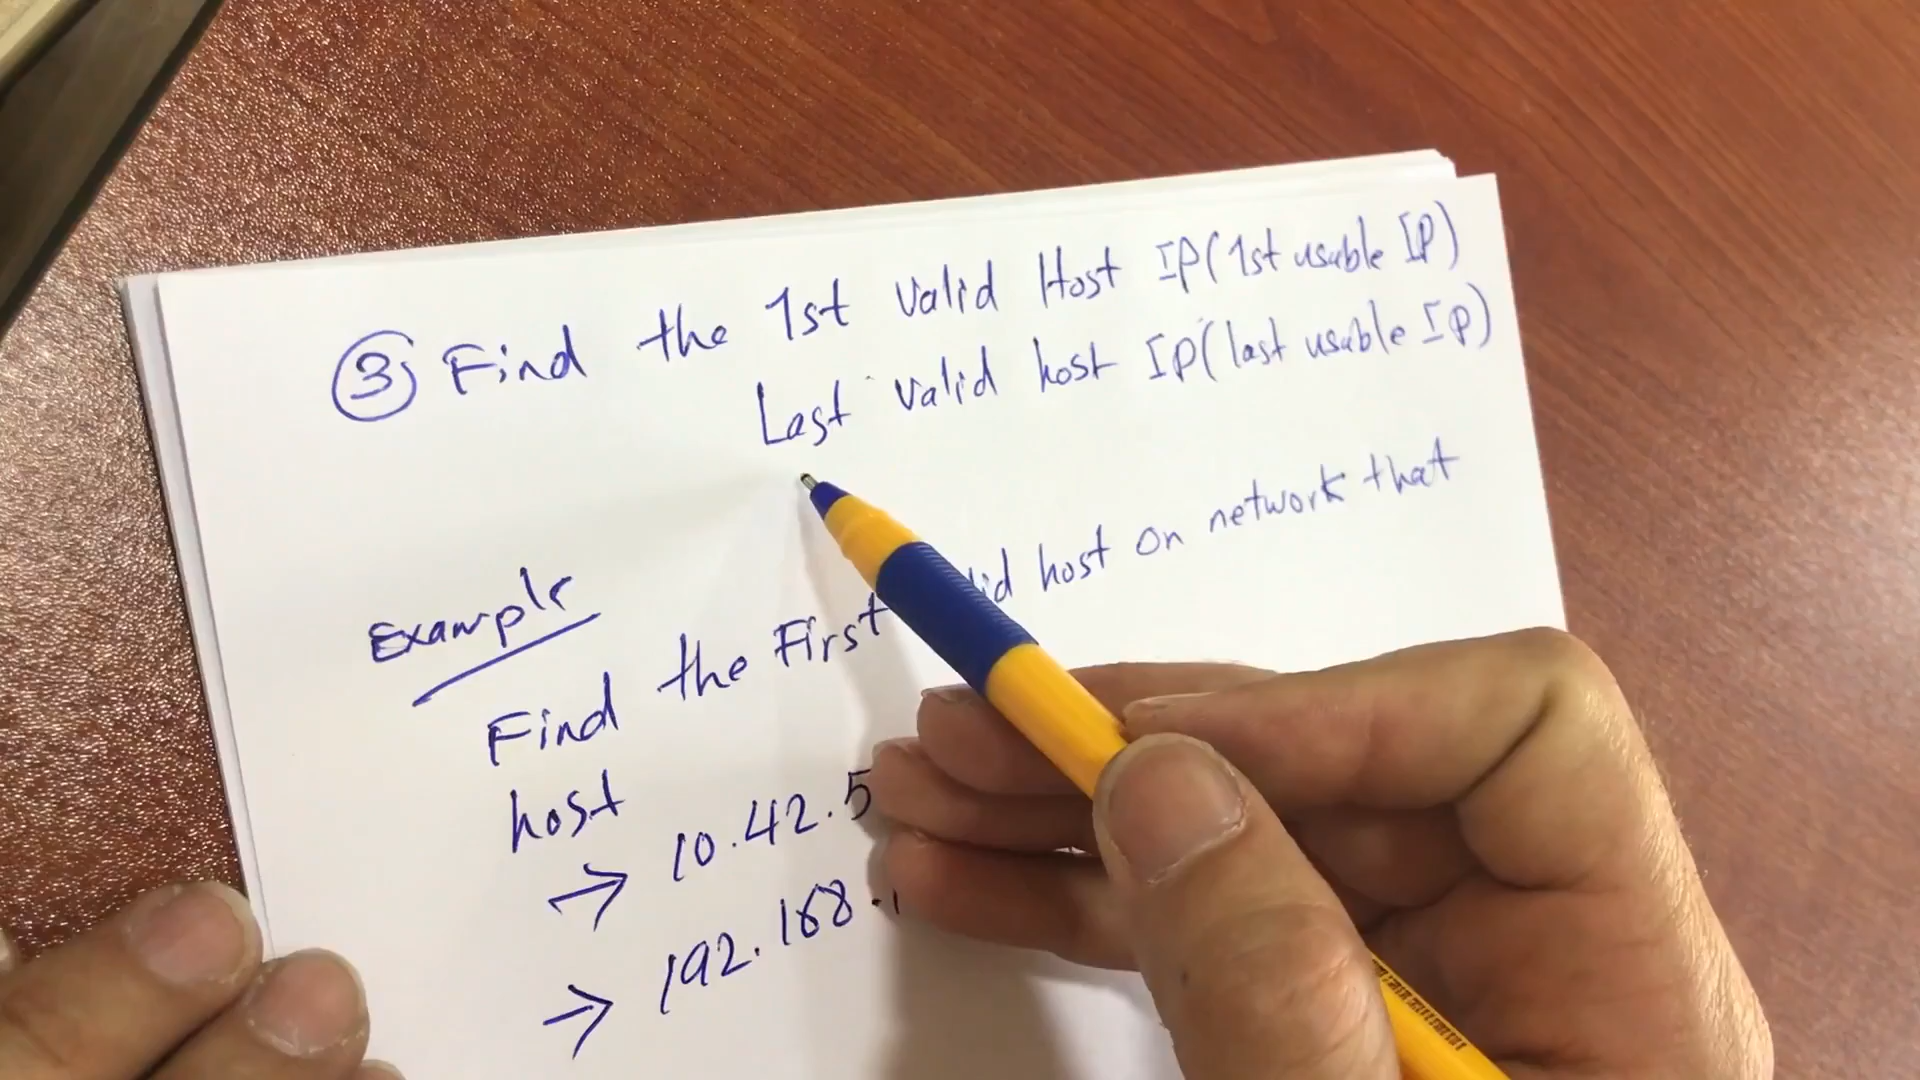 ③ Find the 1st valid Host IP(1st usable IP)
Last valid host IP(last usable IP)
Example
Find the First host on network that
host
→ 10.42.5
→ 192.168.